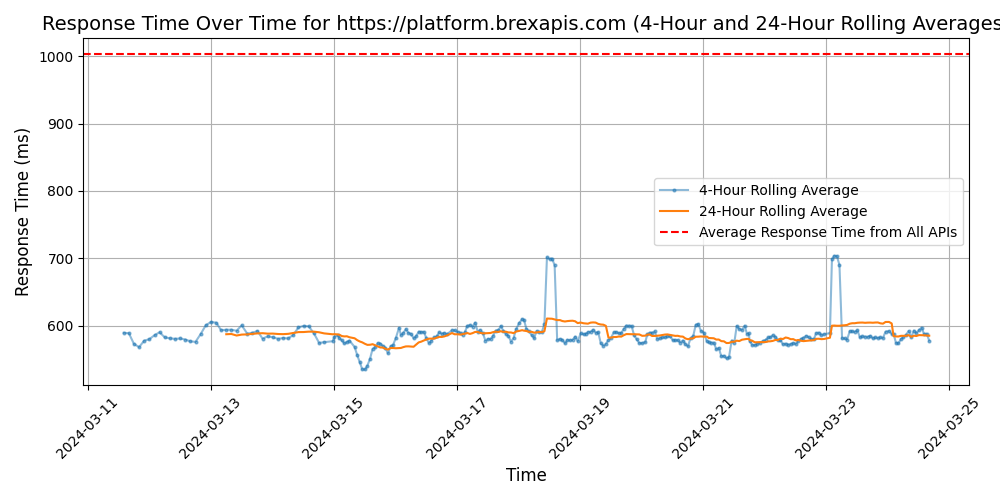 Response Time Over Time for https://platform.brexapis.com (4-Hour and 24-Hour Rolling Averages
1000
900
800
700
600
Response Time (ms)
4-Hour Rolling Average
24-Hour Rolling Average
Average Response Time from All APIs
2024-03-11
2024-03-13
2024-03-15
2024-03-17
2024-03-19
2024-03-21
2024-03-23
2024-03-25
Time